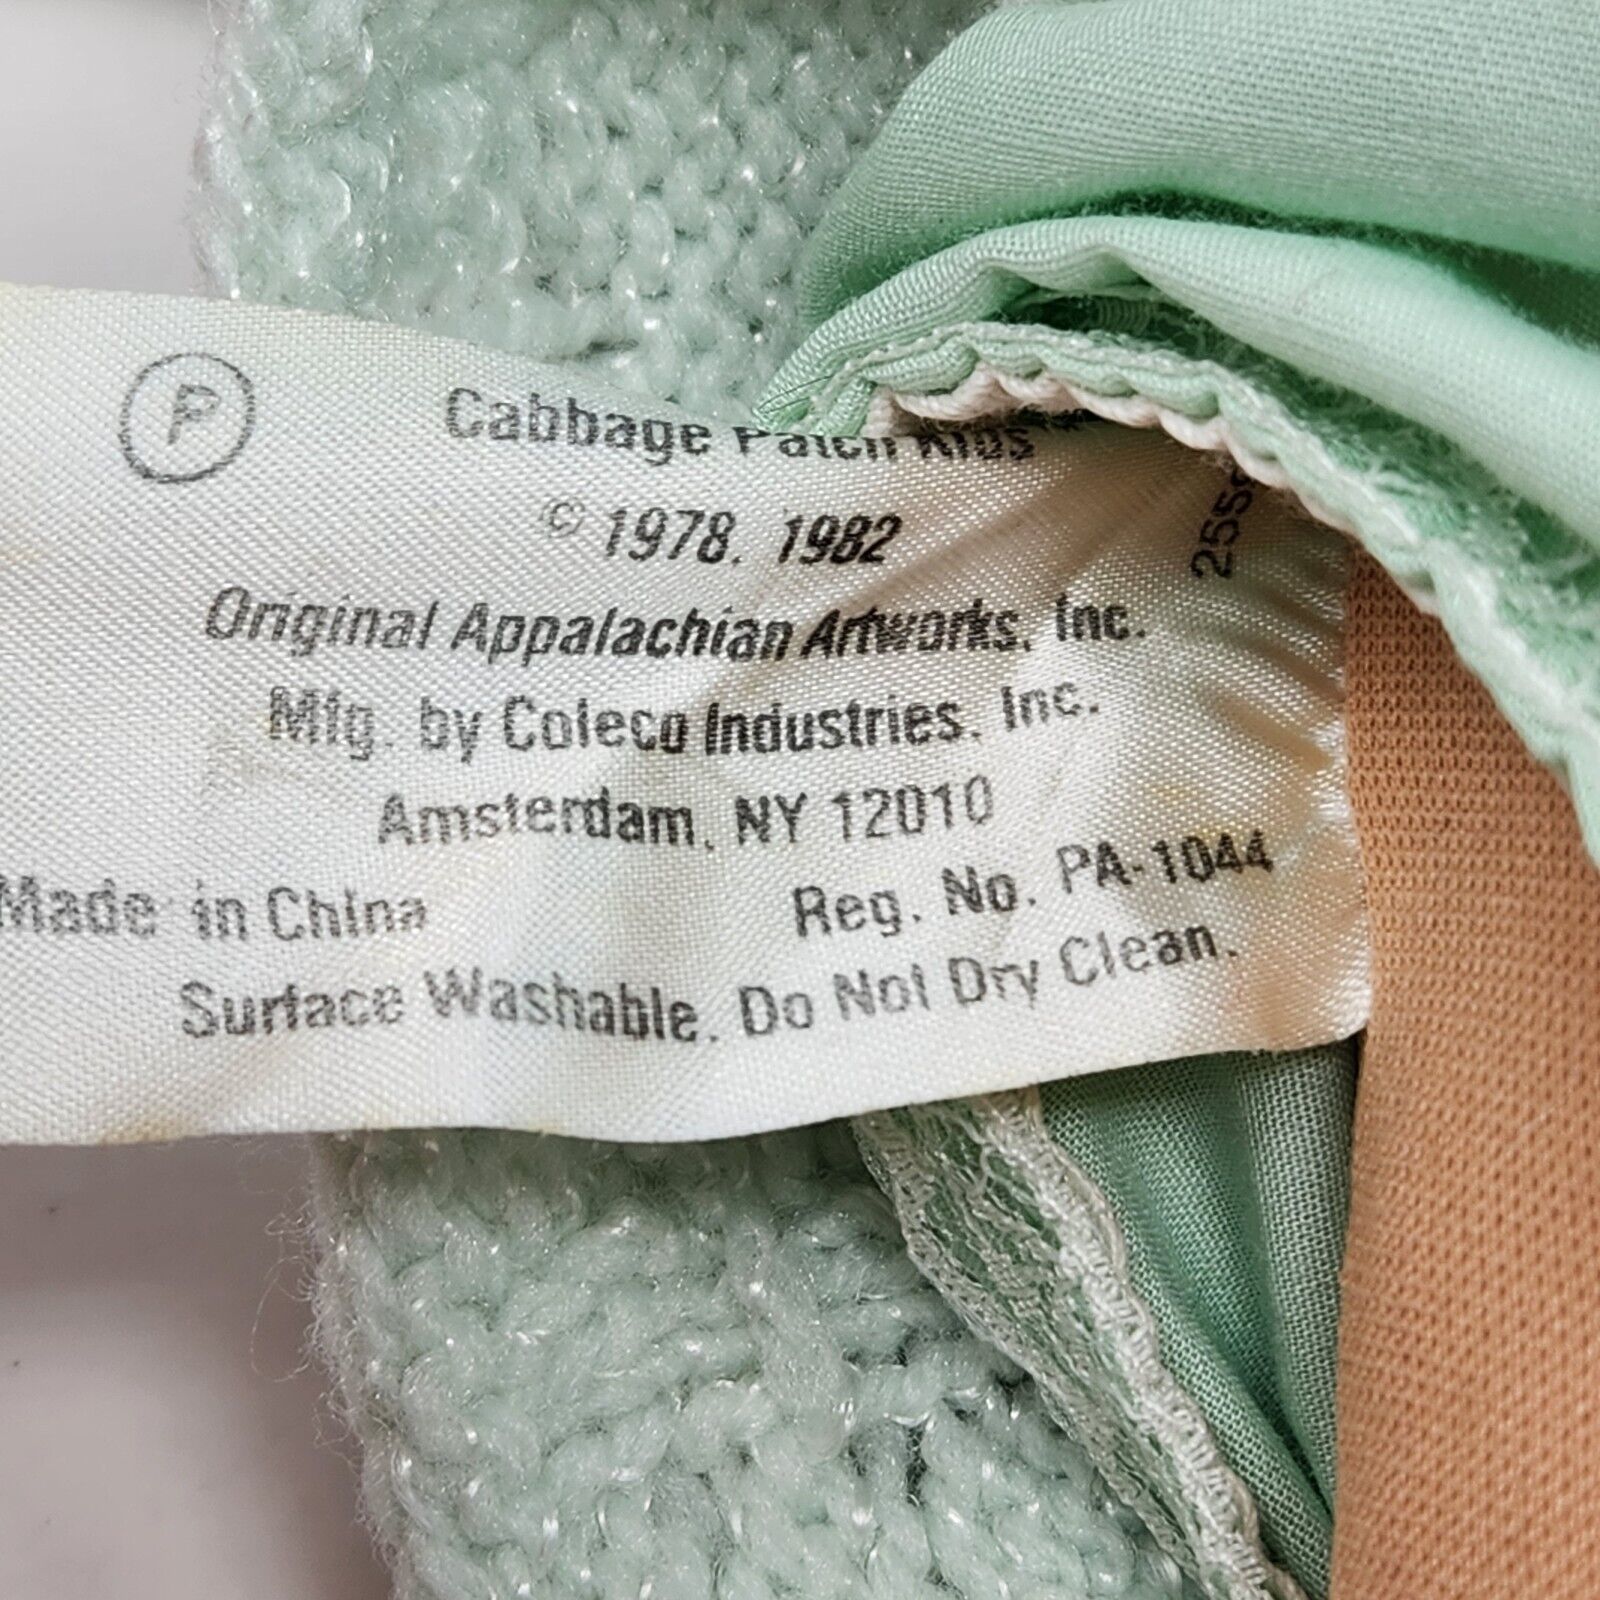 P
Cabbage Patch Kids™
© 1978, 1982
Original Appalachian Artworks, Inc.
Mfg. by Coleco Industries, Inc.
Amsterdam, NY 12010
Made in China Reg. No. PA-1044
Surface Washable. Do Not Dry Clean.